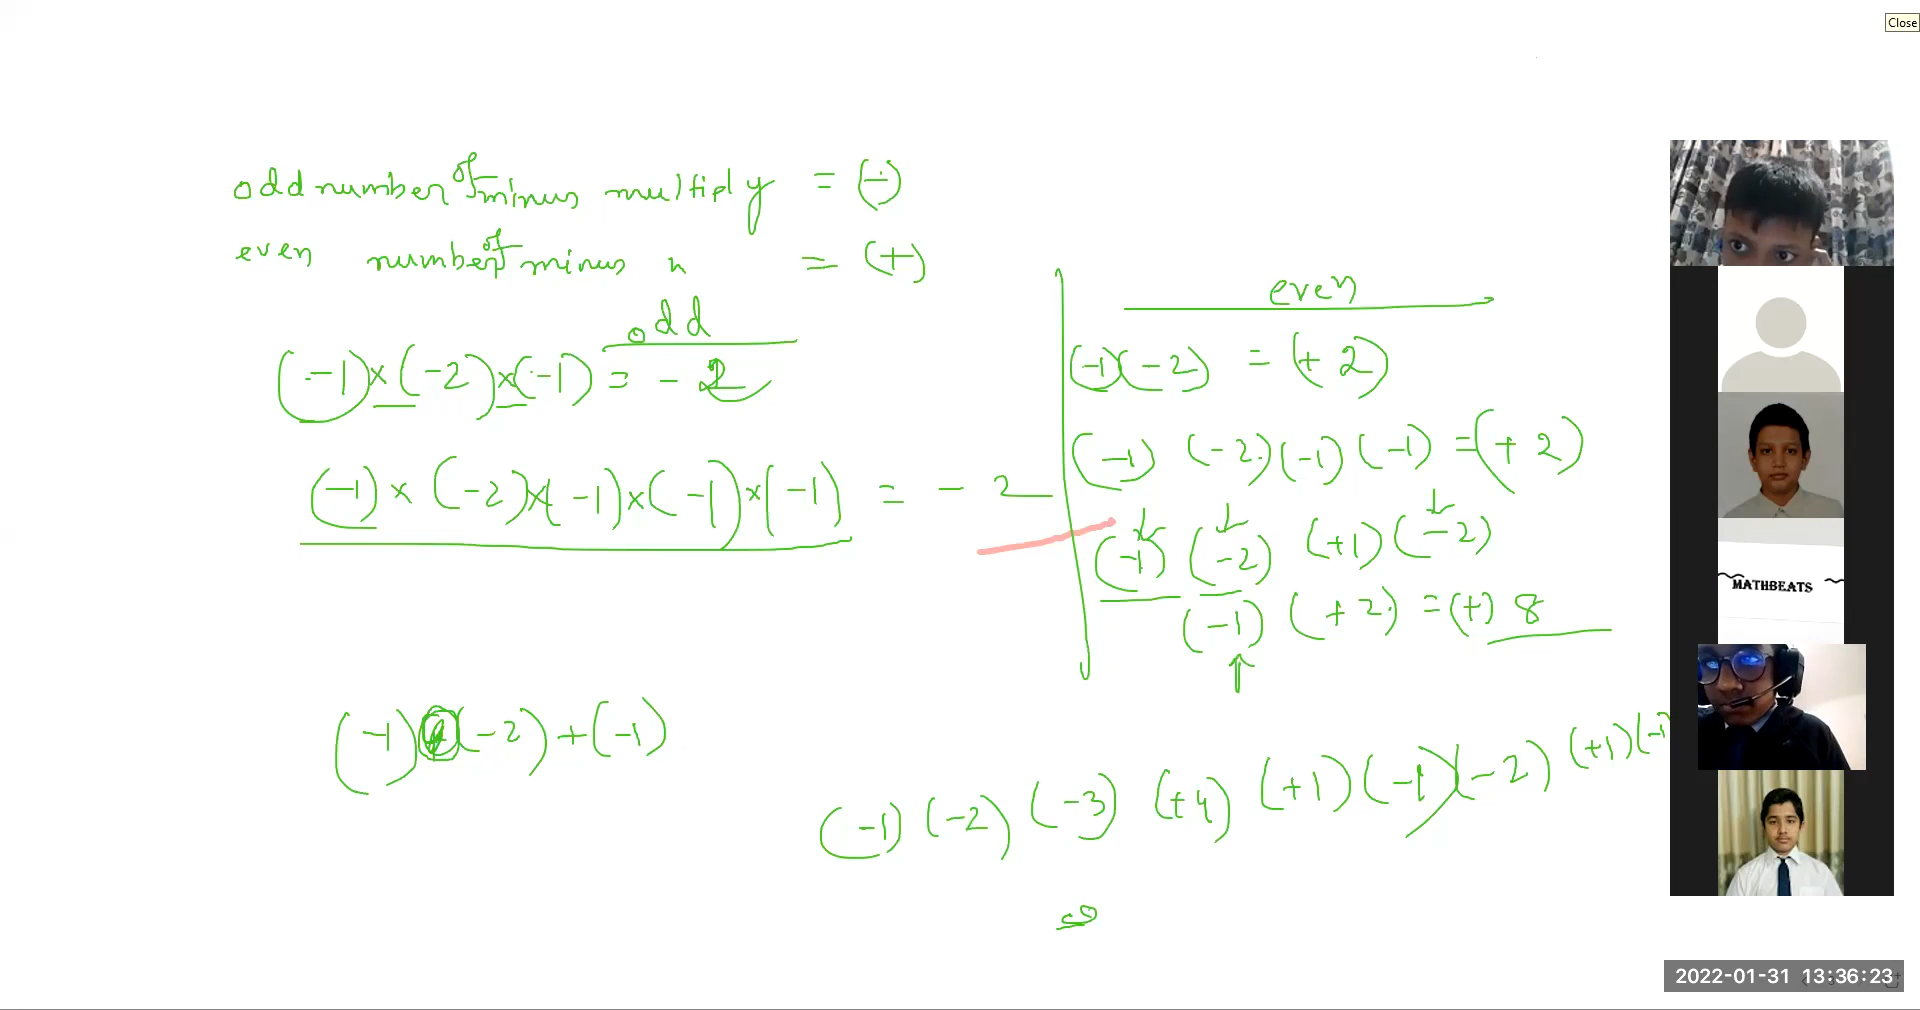 Close
odd number of minus multiply = (-)
even number of minus " = (+)
odd
(-1) × (-2) × (-1) = - 2
(-1) × (-2) × (-1) × (-1) × (-1) = - 2
even
(-1) (-2) = (+ 2)
(-1) (-2) (-1) (-1) = (+ 2)
(-1) (-2) (+1) (-2)
(-1) (+2) = (+) 8
(-1) (-2) + (-1)
(-1) (-2) (-3) (+4) (+1) (-1) (-2) (+1) (-1
MATHBEATS
2022-01-31 13:36:23